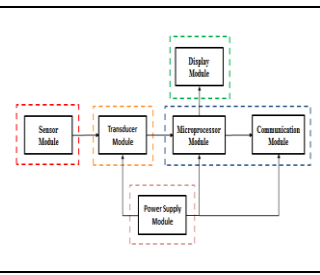 Display
Module
Sensor
Module
Transducer
Module
Microprocessor
Module
Communication
Module
Power Supply
Module